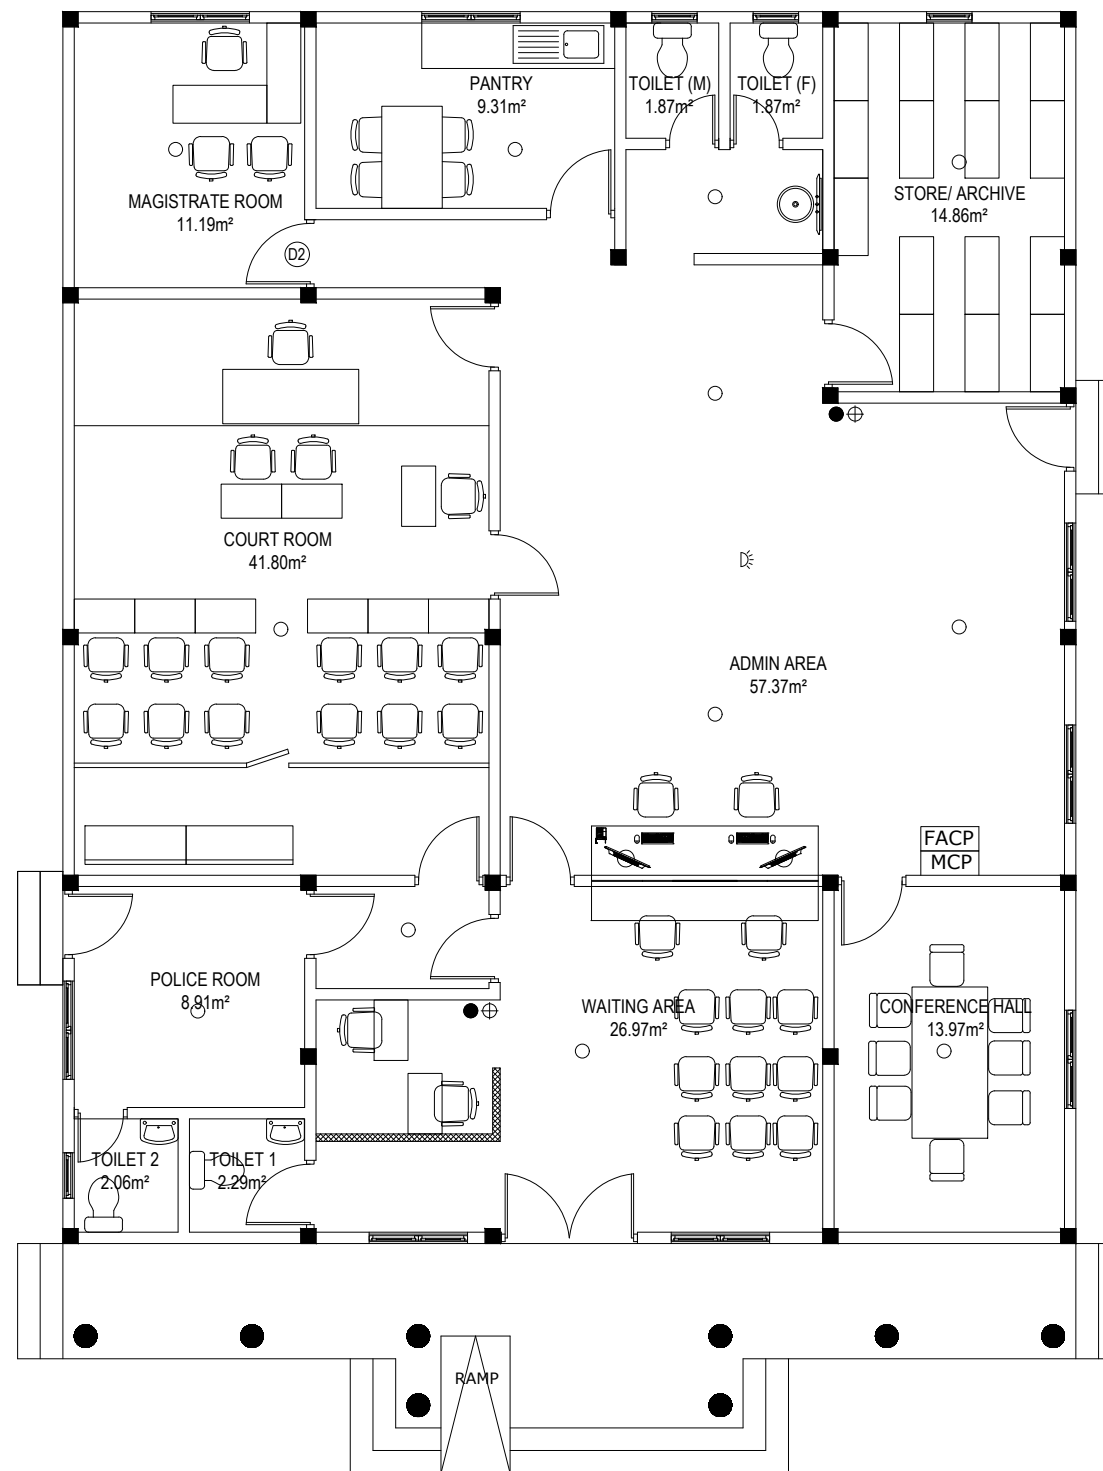 PANTRY
9.31m²
TOILET (M)
1.87m²
TOILET (F)
1.87m²
MAGISTRATE ROOM
11.19m²
STORE/ ARCHIVE
14.86m²
D2
COURT ROOM
41.80m²
ADMIN AREA
57.37m²
FACP
MCP
POLICE ROOM
8.91m²
WAITING AREA
26.97m²
CONFERENCE HALL
13.97m²
TOILET 2
2.06m²
TOILET 1
2.29m²
RAMP